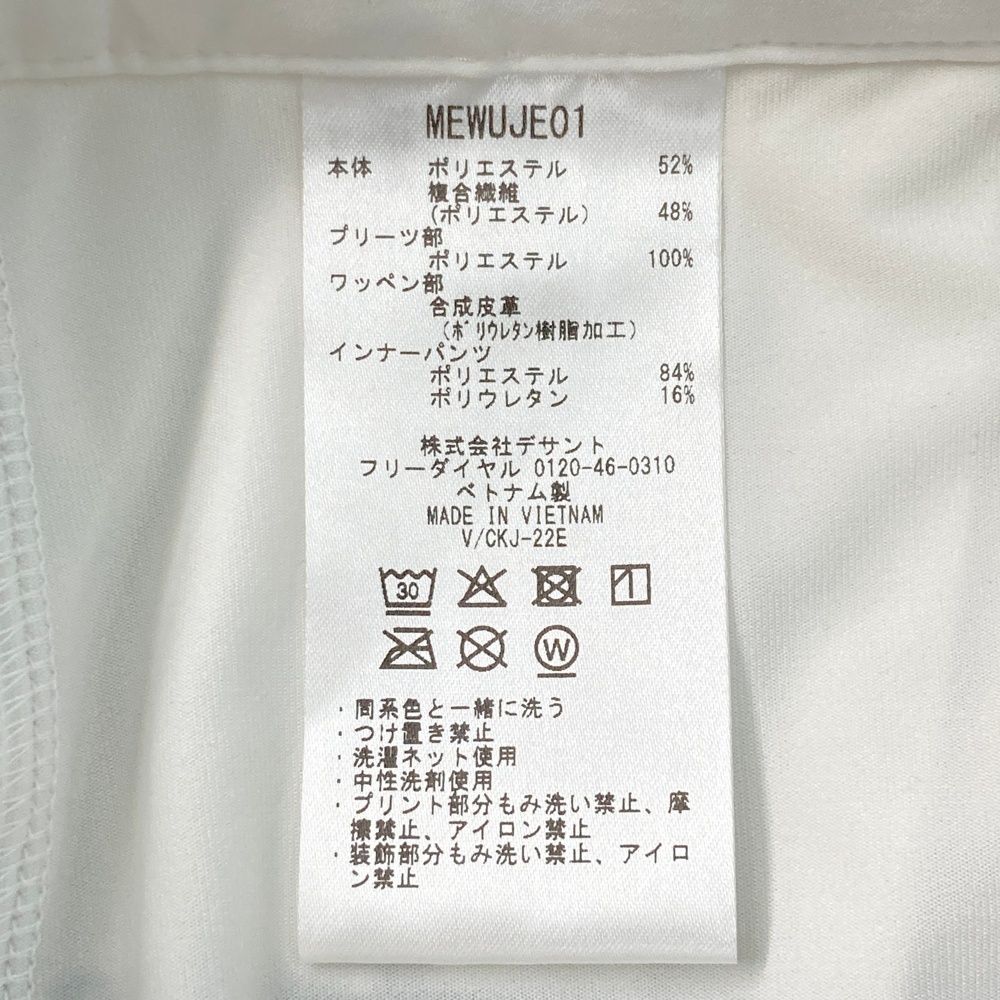 MEWUJE01
本体 ポリエステル 52%
複合繊維
(ポリエステル) 48%
プリーツ部
ポリエステル 100%
ワッペン部
合成皮革
(ﾎﾟﾘｳﾚﾀﾝ樹脂加工)
インナーパンツ
ポリエステル 84%
ポリウレタン 16%
株式会社デサント
フリーダイヤル 0120-46-0310
ベトナム製
MADE IN VIETNAM
V/CKJ-22E
30
W
・同系色と一緒に洗う
・つけ置き禁止
・洗濯ネット使用
・中性洗剤使用
・プリント部分もみ洗い禁止、摩
擦禁止、アイロン禁止
・装飾部分もみ洗い禁止、アイロ
ン禁止